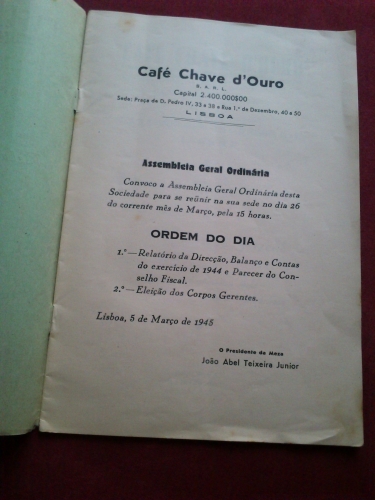 Café Chave d'Ouro
S. A. R. L.
Capital 2.400.000$00
Sede: Praça de D. Pedro IV, 33 a 38 e Rua 1.º de Dezembro, 40 a 50
LISBOA
Assembleia Geral Ordinária
Convoco a Assembleia Geral Ordinária desta
Sociedade para se reünir na sua sede no dia 26
do corrente mês de Março, pela 15 horas.
ORDEM DO DIA
1.º—Relatório da Direcção, Balanço e Contas
do exercicio de 1944 e Parecer do Con-
selho Fiscal.
2.º—Eleição dos Corpos Gerentes.
Lisboa, 5 de Março de 1945
O Presidente da Mesa
João Abel Teixeira Junior